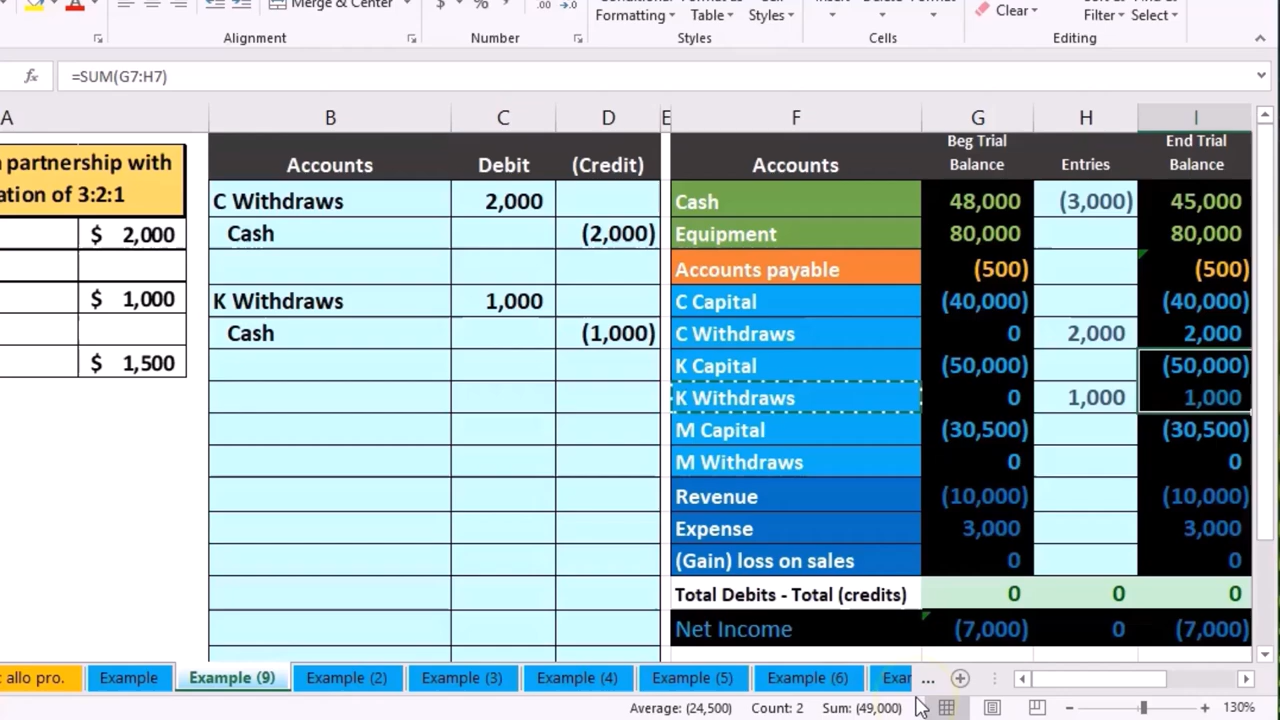 Merge & Center $ % .00 →.0
Formatting Table Styles Clear Filter Select
Alignment Number Styles Cells Editing
fx =SUM(G7:H7)
A B C D E F G H I
partnership with Accounts Debit (Credit) Accounts Beg Trial Balance Entries End Trial Balance
ation of 3:2:1
$ 2,000
$ 1,000
$ 1,500
C Withdraws 2,000
Cash (2,000)
K Withdraws 1,000
Cash (1,000)
Cash 48,000 (3,000) 45,000
Equipment 80,000 80,000
Accounts payable (500) (500)
C Capital (40,000) (40,000)
C Withdraws 0 2,000 2,000
K Capital (50,000) (50,000)
K Withdraws 0 1,000 1,000
M Capital (30,500) (30,500)
M Withdraws 0 0
Revenue (10,000) (10,000)
Expense 3,000 3,000
(Gain) loss on sales 0 0
Total Debits - Total (credits) 0 0 0
Net Income (7,000) 0 (7,000)
c allo pro. Example Example (9) Example (2) Example (3) Example (4) Example (5) Example (6) Exar ...
Average: (24,500) Count: 2 Sum: (49,000) 130%